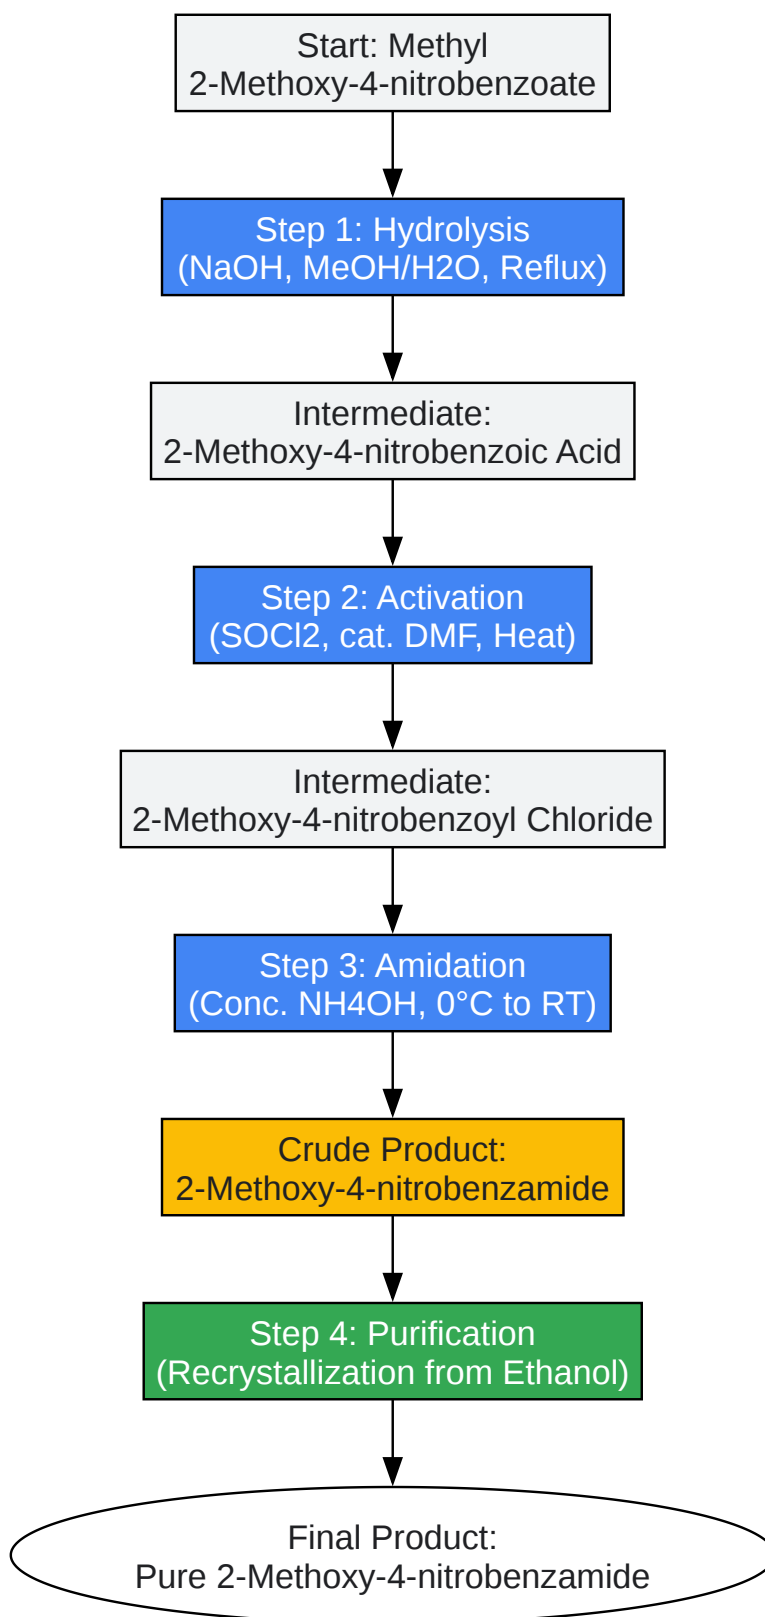 Start: Methyl
2-Methoxy-4-nitrobenzoate
Step 1: Hydrolysis
(NaOH, MeOH/H2O, Reflux)
Intermediate:
2-Methoxy-4-nitrobenzoic Acid
Step 2: Activation
(SOCl2, cat. DMF, Heat)
Intermediate:
2-Methoxy-4-nitrobenzoyl Chloride
Step 3: Amidation
(Conc. NH4OH, 0°C to RT)
Crude Product:
2-Methoxy-4-nitrobenzamide
Step 4: Purification
(Recrystallization from Ethanol)
Final Product:
Pure 2-Methoxy-4-nitrobenzamide